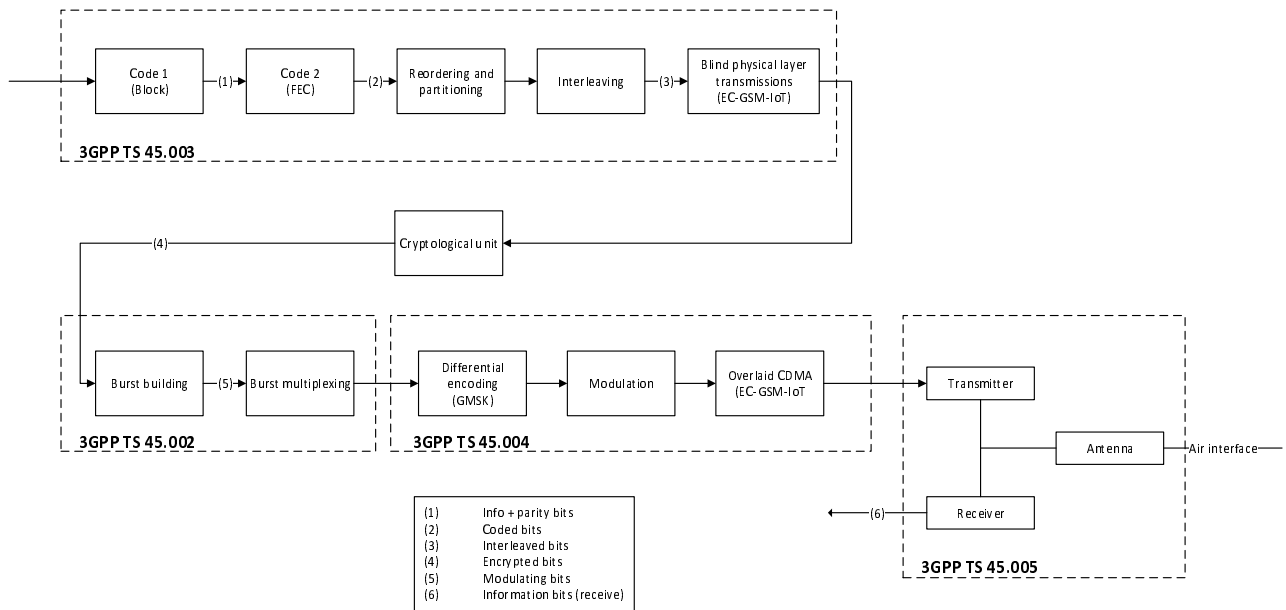 Code 1
(Block)
(1)
Code 2
(FEC)
(2)
Reordering and
partitioning
Interleaving
(3)
Blind physical layer
transmissions
(EC-GSM-IoT)
3GPP TS 45.003
Cryptological unit
(4)
Burst building
(5)
Burst multiplexing
3GPP TS 45.002
Differential
encoding
(GMSK)
Modulation
Overlaid CDMA
(EC-GSM-IoT
3GPP TS 45.004
Transmitter
Antenna
Air interface
Receiver
(6)
3GPP TS 45.005
(1) Info + parity bits
(2) Coded bits
(3) Interleaved bits
(4) Encrypted bits
(5) Modulating bits
(6) Information bits (receive)